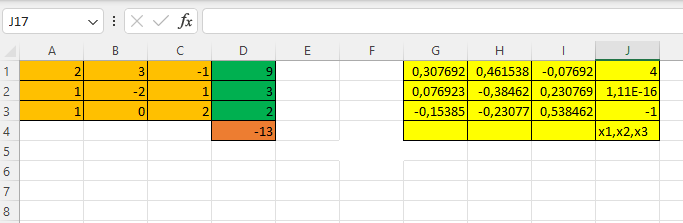 J17
fx
A B C D E F G H I J
1 2 3 -1 9 0,307692 0,461538 -0,07692 4
2 1 -2 1 3 0,076923 -0,38462 0,230769 1,11E-16
3 1 0 2 2 -0,15385 -0,23077 0,538462 -1
4 -13 x1,x2,x3
5
6
7
8